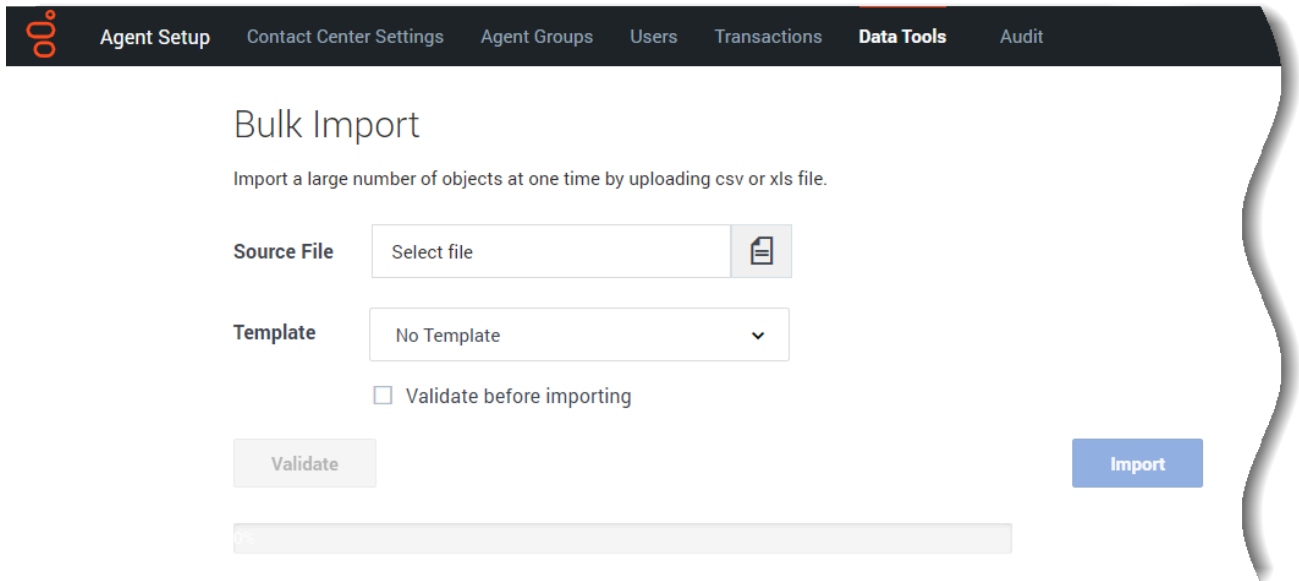 Agent Setup Contact Center Settings Agent Groups Users Transactions Data Tools Audit
Bulk Import
Import a large number of objects at one time by uploading csv or xls file.
Source File Select file
Template No Template
Validate before importing
Validate Import
0%